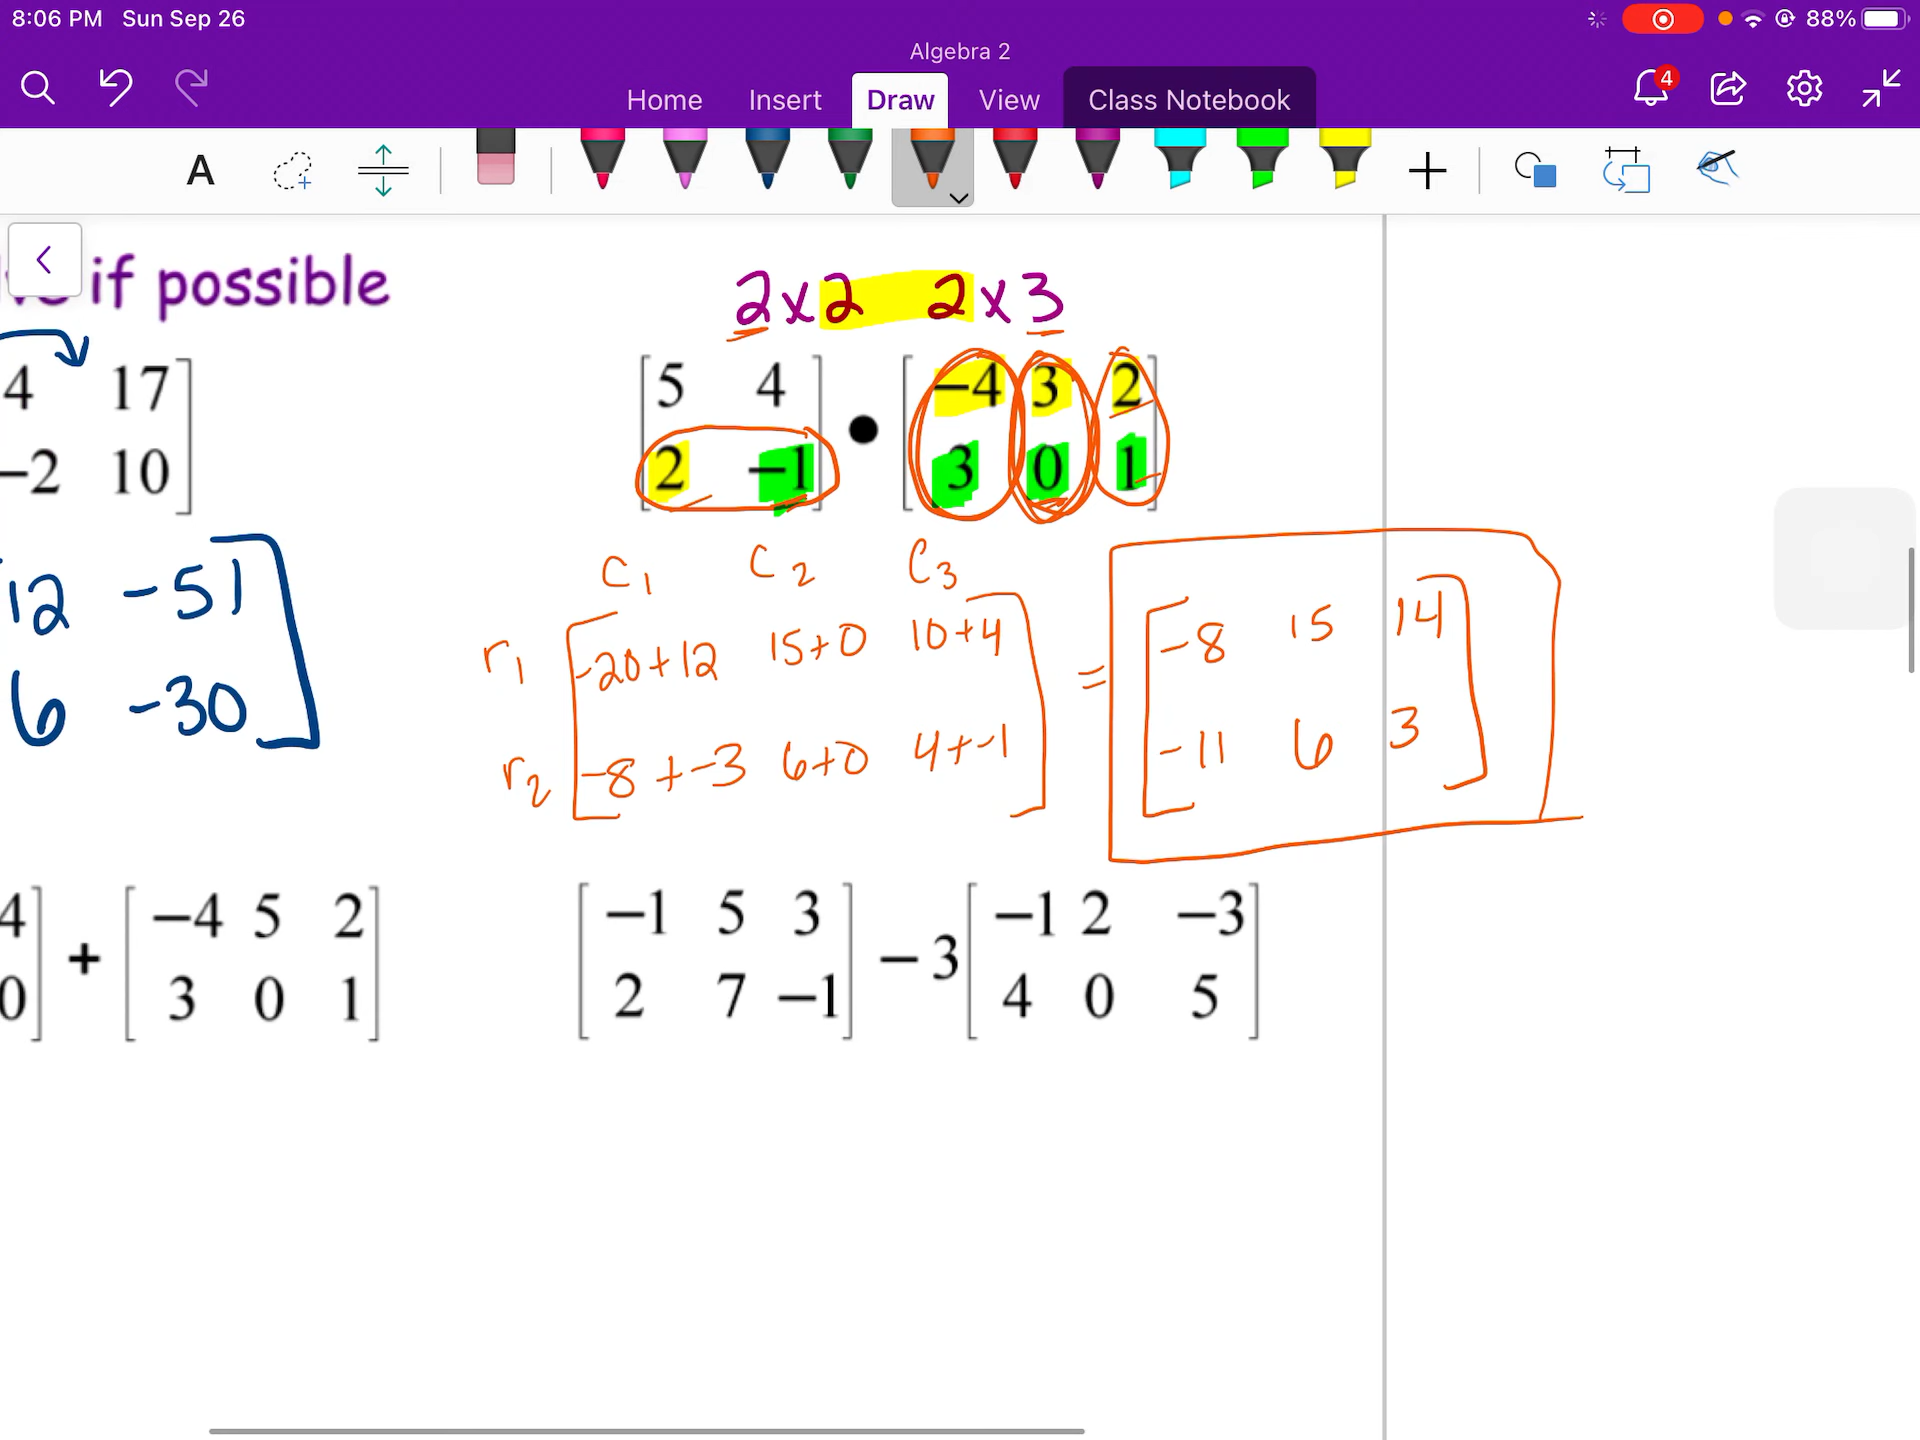 8:06 PM Sun Sep 26
88%
Algebra 2
Home Insert Draw View Class Notebook
4
A
if possible
2x2 2x3
4 17
-2 10
5 4
2 -1
•
-4 3 2
3 0 1
12 -51
6 -30
C1 C2 C3
r1 -20+12 15+0 10+4
r2 -8+-3 6+0 4+-1
=
-8 15 14
-11 6 3
4
0
+
-4 5 2
3 0 1
-1 5 3
2 7 -1
-3
-1 2 -3
4 0 5